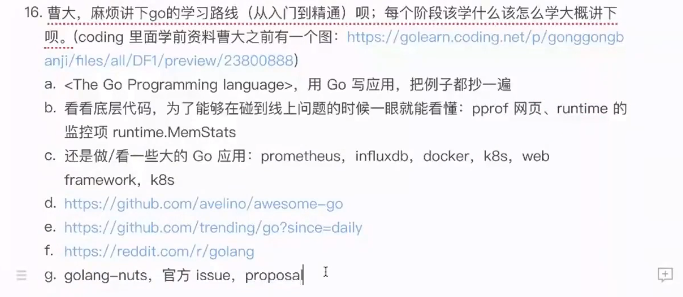 16. 曹大，麻烦讲下go的学习路线（从入门到精通）呗；每个阶段该学什么该怎么学大概讲下
呗。(coding 里面学前资料曹大之前有一个图：https://golearn.coding.net/p/gonggongb
anji/files/all/DF1/preview/23800888)
a. <The Go Programming language>，用 Go 写应用，把例子都抄一遍
b. 看看底层代码，为了能够在碰到线上问题的时候一眼就能看懂：pprof 网页、runtime 的
监控项 runtime.MemStats
c. 还是做/看一些大的 Go 应用：prometheus，influxdb，docker，k8s，web
framework，k8s
d. https://github.com/avelino/awesome-go
e. https://github.com/trending/go?since=daily
f. https://reddit.com/r/golang
g. golang-nuts，官方 issue，proposal